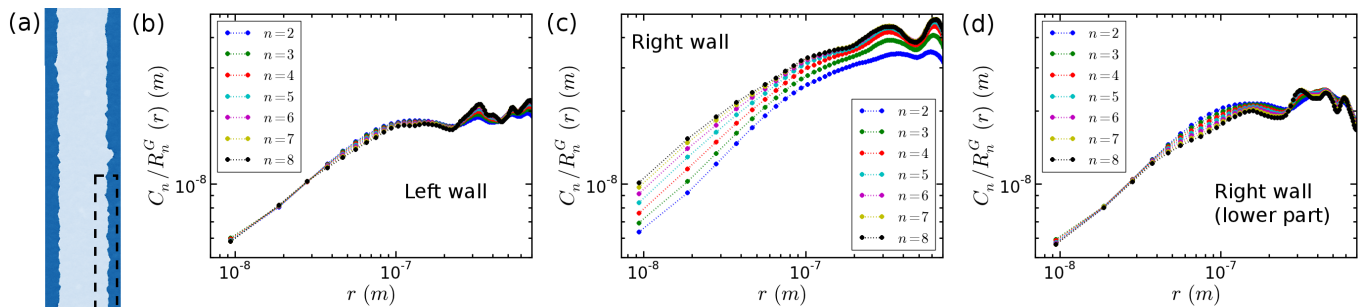 (a)
(b)
C_n/R_n^G (r) (m)
10^-8
n=2
n=3
n=4
n=5
n=6
n=7
n=8
Left wall
10^-8
10^-7
r (m)
(c)
C_n/R_n^G (r) (m)
10^-8
Right wall
n=2
n=3
n=4
n=5
n=6
n=7
n=8
10^-8
10^-7
r (m)
(d)
C_n/R_n^G (r) (m)
10^-8
n=2
n=3
n=4
n=5
n=6
n=7
n=8
Right wall
(lower part)
10^-8
10^-7
r (m)